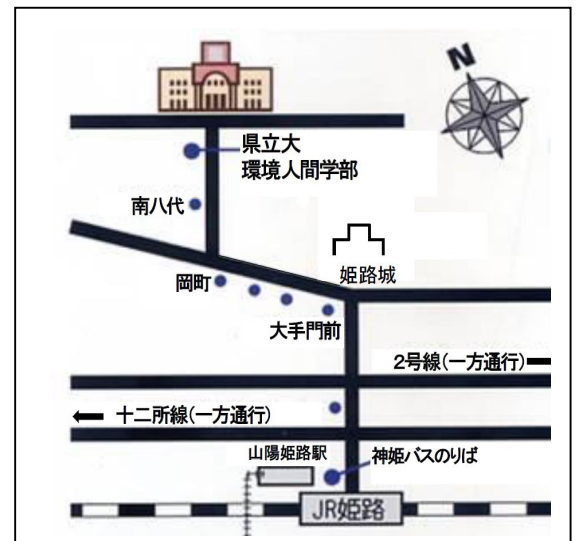 N
県立大
環境人間学部
南八代
姫路城
岡町
大手門前
2号線(一方通行)
十二所線(一方通行)
山陽姫路駅
神姫バスのりば
JR姫路